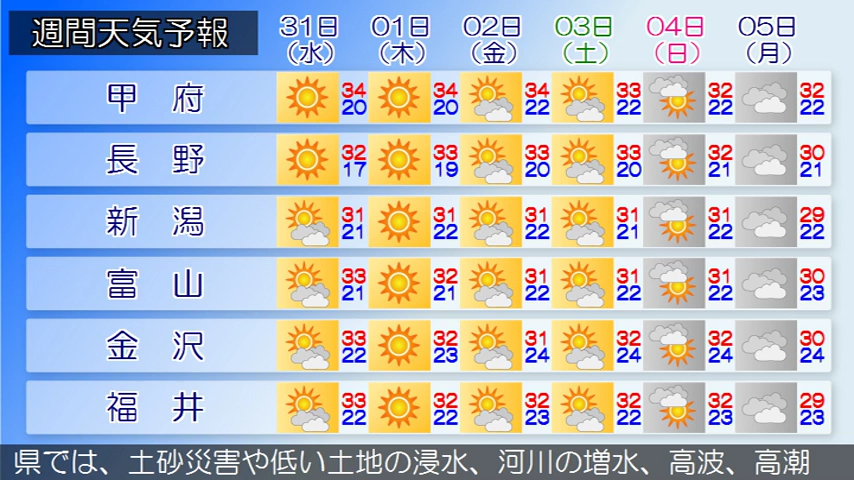 週間天気予報 31日 01日 02日 03日 04日 05日
(水) (木) (金) (土) (日) (月)
甲 府 34 20 34 20 34 22 33 22 32 22 32 22
長 野 32 17 33 19 33 20 33 20 32 21 30 21
新 潟 31 21 31 22 31 22 31 21 31 22 29 22
富 山 33 21 32 21 31 22 31 22 31 22 30 23
金 沢 33 22 32 23 31 24 32 24 32 24 30 24
福 井 33 22 32 22 32 23 32 22 32 23 29 23
県では、土砂災害や低い土地の浸水、河川の増水、高波、高潮